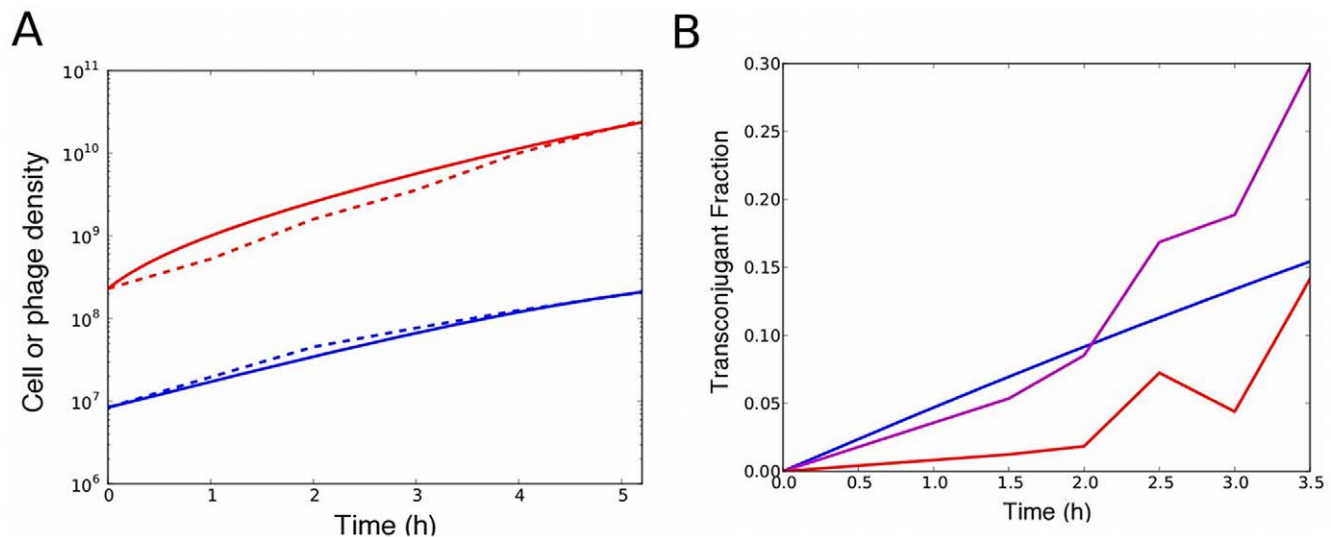 A
Cell or phage density
10^11
10^10
10^9
10^8
10^7
10^6
0 1 2 3 4 5
Time (h)
B
Transconjugant Fraction
0.30
0.25
0.20
0.15
0.10
0.05
0.00
0.0 0.5 1.0 1.5 2.0 2.5 3.0 3.5
Time (h)